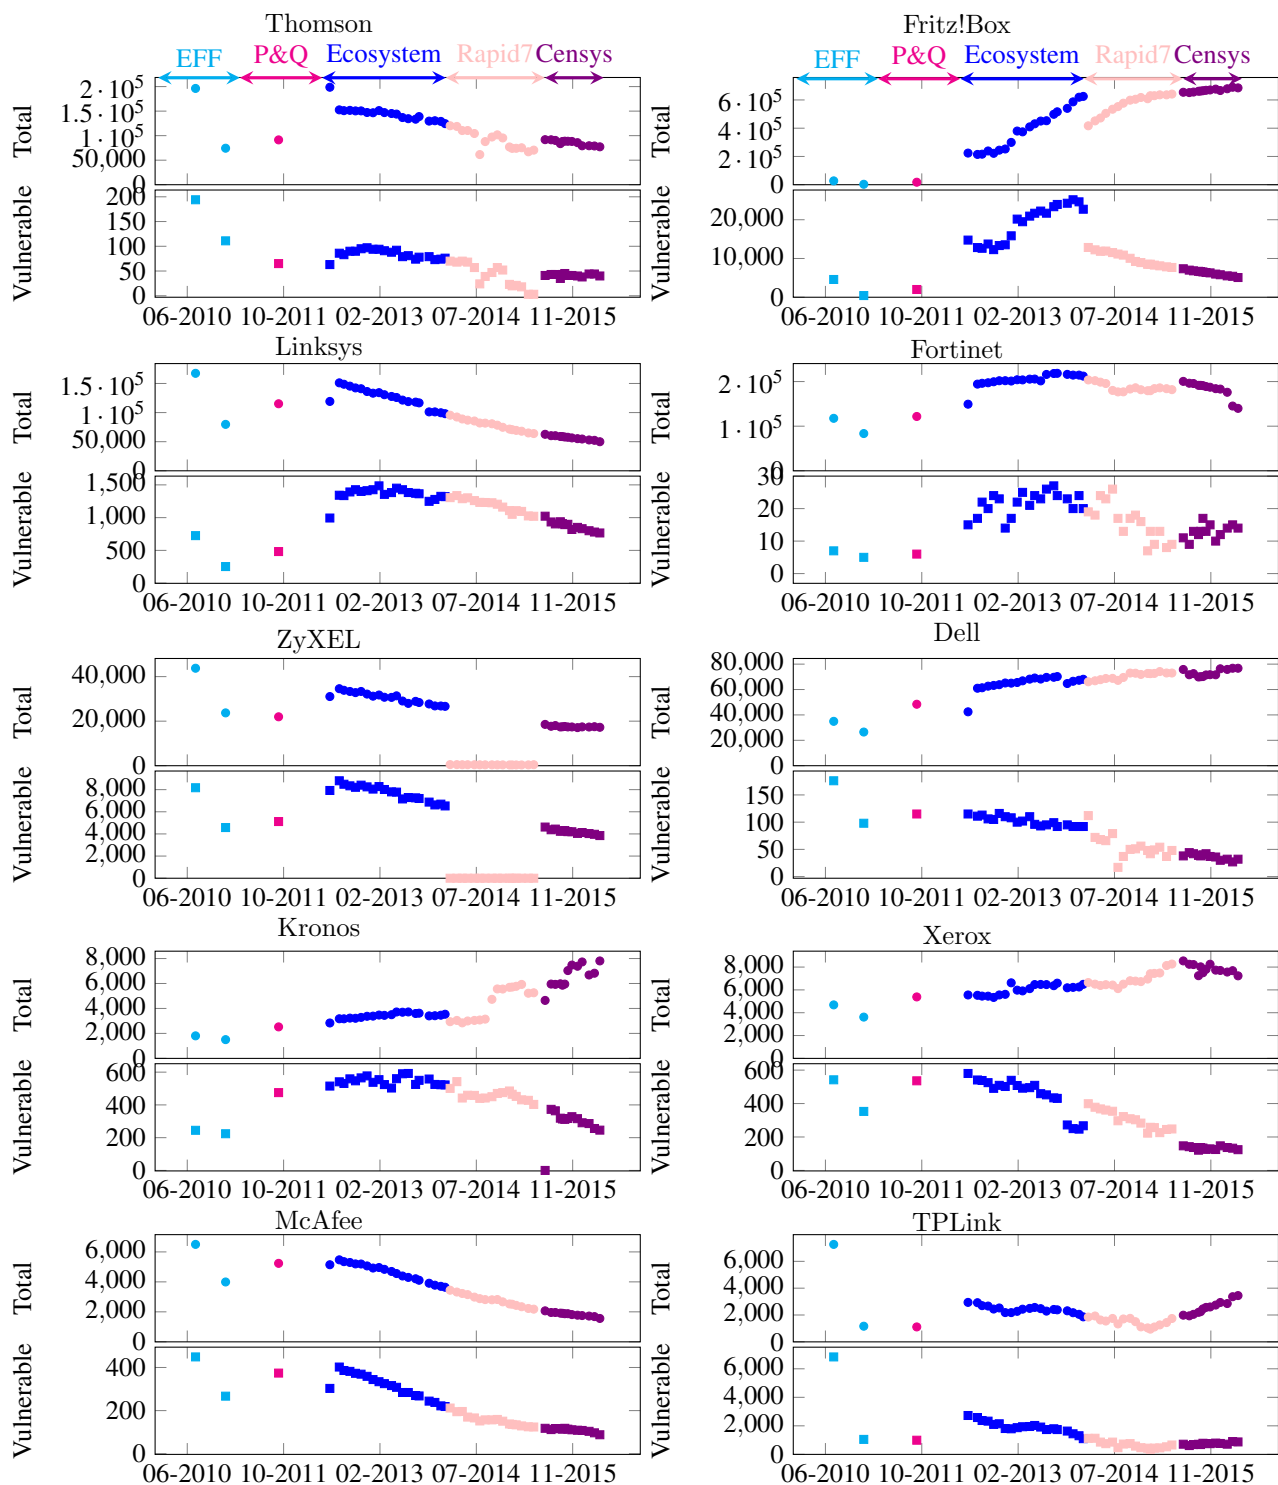 Thomson
EFF
P&Q
Ecosystem
Rapid7
Censys
Total
2 · 10^5
1.5 · 10^5
1 · 10^5
50,000
0
Vulnerable
200
150
100
50
0
06-2010 10-2011 02-2013 07-2014 11-2015
Fritz!Box
EFF
P&Q
Ecosystem
Rapid7
Censys
Total
6 · 10^5
4 · 10^5
2 · 10^5
0
Vulnerable
20,000
10,000
0
06-2010 10-2011 02-2013 07-2014 11-2015
Linksys
Total
1.5 · 10^5
1 · 10^5
50,000
0
Vulnerable
1,500
1,000
500
0
06-2010 10-2011 02-2013 07-2014 11-2015
Fortinet
Total
2 · 10^5
1 · 10^5
0
Vulnerable
30
20
10
0
06-2010 10-2011 02-2013 07-2014 11-2015
ZyXEL
Total
40,000
20,000
0
Vulnerable
8,000
6,000
4,000
2,000
0
06-2010 10-2011 02-2013 07-2014 11-2015
Dell
Total
80,000
60,000
40,000
20,000
0
Vulnerable
150
100
50
0
06-2010 10-2011 02-2013 07-2014 11-2015
Kronos
Total
8,000
6,000
4,000
2,000
0
Vulnerable
600
400
200
0
06-2010 10-2011 02-2013 07-2014 11-2015
Xerox
Total
8,000
6,000
4,000
2,000
0
Vulnerable
600
400
200
0
06-2010 10-2011 02-2013 07-2014 11-2015
McAfee
Total
6,000
4,000
2,000
0
Vulnerable
400
200
0
06-2010 10-2011 02-2013 07-2014 11-2015
TPLink
Total
6,000
4,000
2,000
0
Vulnerable
6,000
4,000
2,000
0
06-2010 10-2011 02-2013 07-2014 11-2015